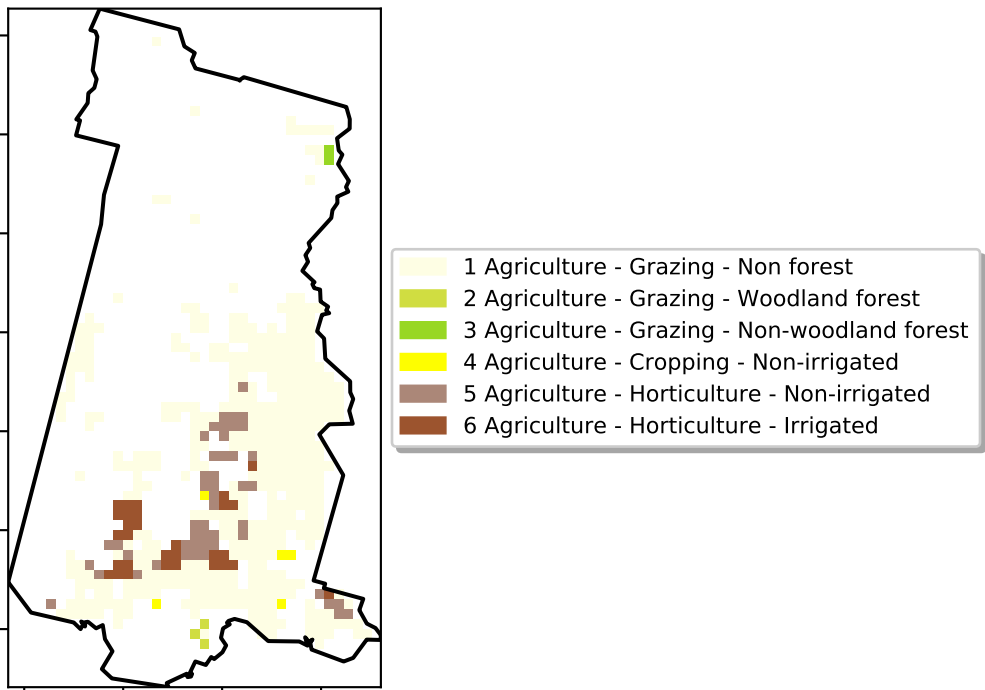 1 Agriculture - Grazing - Non forest
2 Agriculture - Grazing - Woodland forest
3 Agriculture - Grazing - Non-woodland forest
4 Agriculture - Cropping - Non-irrigated
5 Agriculture - Horticulture - Non-irrigated
6 Agriculture - Horticulture - Irrigated